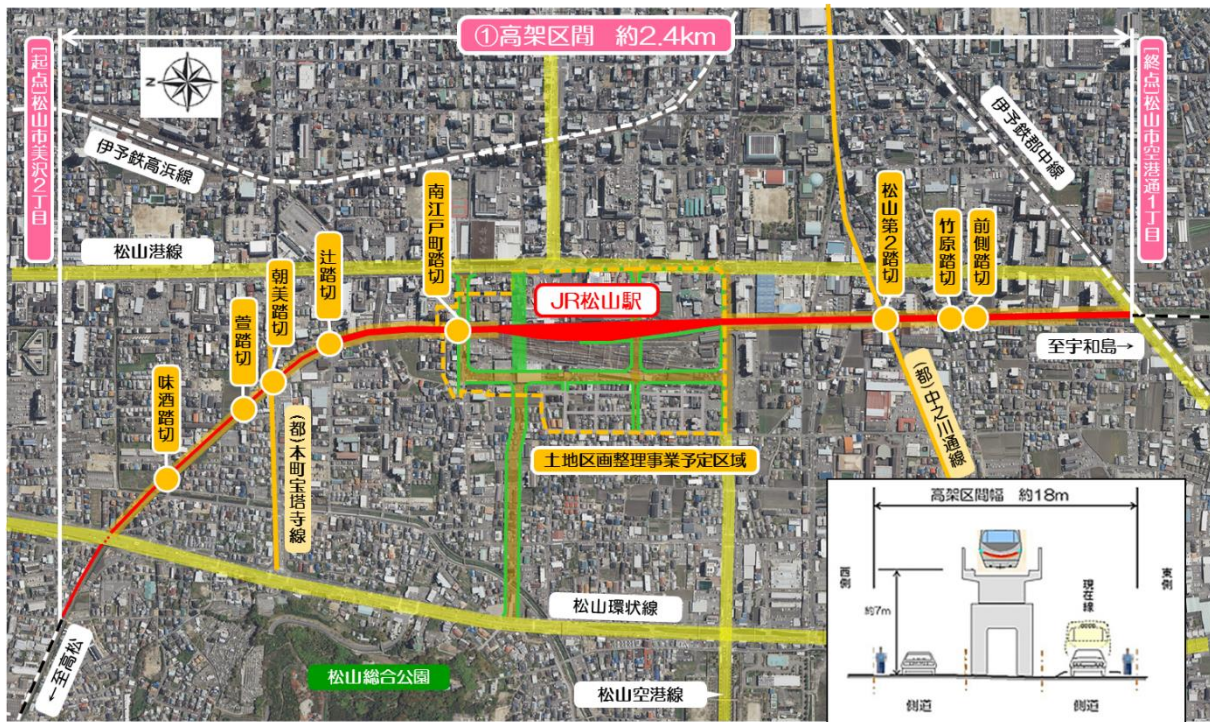 ①高架区間 約2.4km
[起点]松山市美沢2丁目
[終点]松山市空港通1丁目
N
伊予鉄高浜線
伊予鉄郡中線
松山港線
南江戸町踏切
松山第2踏切
竹原踏切
前側踏切
辻踏切
朝美踏切
萱踏切
味酒踏切
JR松山駅
至宇和島→
(都)本町宝塔寺線
(都)中之川通線
土地区画整理事業予定区域
松山環状線
松山総合公園
松山空港線
←至高松
高架区間幅 約18m
西側
東側
現在線
約7m
側道
側道